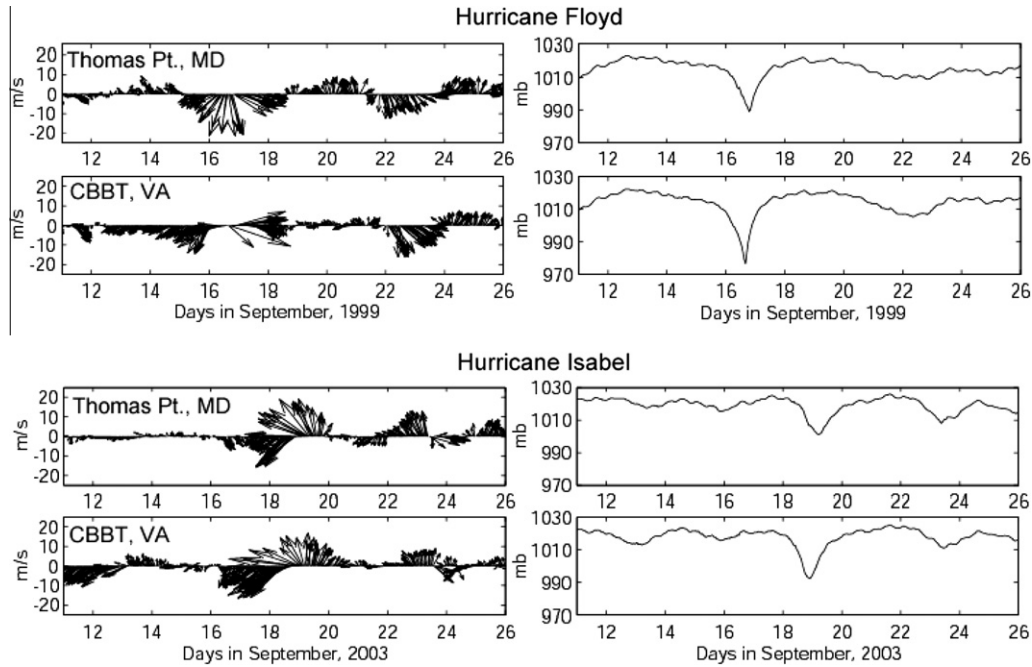 Hurricane Floyd
Thomas Pt., MD
m/s
20
10
0
-10
-20
12 14 16 18 20 22 24 26
mb
1030
1010
990
970
12 14 16 18 20 22 24 26
CBBT, VA
m/s
20
10
0
-10
-20
12 14 16 18 20 22 24 26
Days in September, 1999
mb
1030
1010
990
970
12 14 16 18 20 22 24 26
Days in September, 1999
Hurricane Isabel
Thomas Pt., MD
m/s
20
10
0
-10
-20
12 14 16 18 20 22 24 26
mb
1030
1010
990
970
12 14 16 18 20 22 24 26
CBBT, VA
m/s
20
10
0
-10
-20
12 14 16 18 20 22 24 26
Days in September, 2003
mb
1030
1010
990
970
12 14 16 18 20 22 24 26
Days in September, 2003